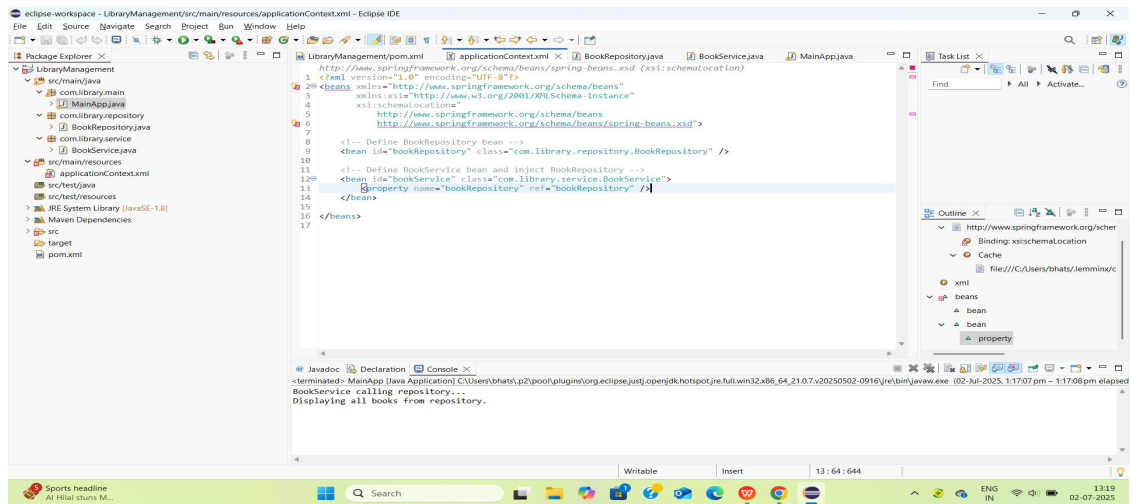 eclipse-workspace - LibraryManagement/src/main/resources/applicationContext.xml - Eclipse IDE
File Edit Source Navigate Search Project Run Window Help
Package Explorer
LibraryManagement
src/main/java
com.library.main
MainApp.java
com.library.repository
BookRepository.java
com.library.service
BookService.java
src/main/resources
applicationContext.xml
src/test/java
src/test/resources
JRE System Library [JavaSE-1.8]
Maven Dependencies
src
target
pom.xml
LibraryManagement/pom.xml applicationContext.xml BookRepository.java BookService.java MainApp.java
http://www.springframework.org/schema/beans/spring-beans.xsd (xsi:schemaLocation)
1 <?xml version="1.0" encoding="UTF-8"?>
2 <beans xmlns="http://www.springframework.org/schema/beans"
3 xmlns:xsi="http://www.w3.org/2001/XMLSchema-instance"
4 xsi:schemaLocation="
5 http://www.springframework.org/schema/beans
6 http://www.springframework.org/schema/beans/spring-beans.xsd">
7
8 <!-- Define BookRepository bean -->
9 <bean id="bookRepository" class="com.library.repository.BookRepository" />
10
11 <!-- Define BookService bean and inject BookRepository -->
12 <bean id="bookService" class="com.library.service.BookService">
13 <property name="bookRepository" ref="bookRepository" />
14 </bean>
15
16 </beans>
17
Task List
Find All Activate...
Outline
http://www.springframework.org/scher
Binding: xsi:schemaLocation
Cache
file:///C:/Users/bhats/.lemminx/c
xml
beans
bean
bean
property
Javadoc Declaration Console
<terminated> MainApp [Java Application] C:\Users\bhats\.p2\pool\plugins\org.eclipse.justj.openjdk.hotspot.jre.full.win32.x86_64_21.0.7.v20250502-0916\jre\bin\javaw.exe (02-Jul-2025, 1:17:07 pm – 1:17:08 pm elapsed
BookService calling repository...
Displaying all books from repository.
Writable Insert 13 : 64 : 644
5
Sports headline
Al Hilal stuns M...
Search
ENG
IN
13:19
02-07-2025